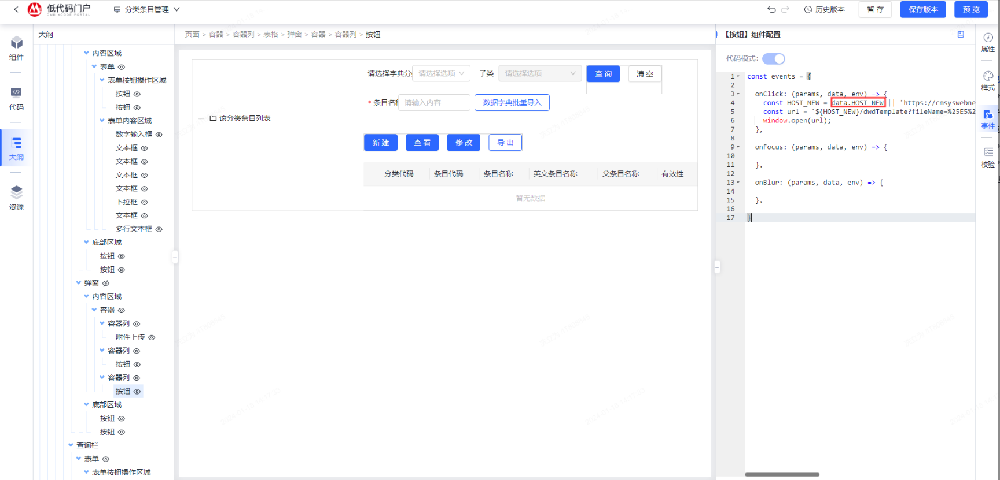 低代码门户
CMB XCODE PORTAL
分类条目管理
历史版本
暂 存
保存版本
预 览
组件
代码
大纲
资源
大纲
内容区域
表单
表单按钮操作区域
按钮
按钮
表单内容区域
数字输入框
文本框
文本框
文本框
文本框
下拉框
文本框
多行文本框
底部区域
按钮
按钮
弹窗
内容区域
容器
容器列
附件上传
容器列
按钮
容器列
按钮
底部区域
按钮
按钮
查询栏
表单
表单按钮操作区域
页面 > 容器 > 容器列 > 表格 > 弹窗 > 容器 > 容器列 > 按钮
请选择字典分 请选择选项 子类 请选择选项 查 询 清 空
* 条目名称 请输入内容 数据字典批量导入
该分类条目列表
新 建 查 看 修 改 导 出
分类代码 条目代码 条目名称 英文条目名称 父条目名称 有效性
暂无数据
【按钮】组件配置
代码模式:
1 const events = {
2
3 onClick: (params, data, env) => {
4 const HOST_NEW = data.HOST_NEW || 'https://cmsyswebne
5 const url = `${HOST_NEW}/dwdTemplate?fileName=%25E5%2
6 window.open(url);
7 },
8
9 onFocus: (params, data, env) => {
10
11 },
12
13 onBlur: (params, data, env) => {
14
15 },
16
17 }
属性
样式
事件
校验